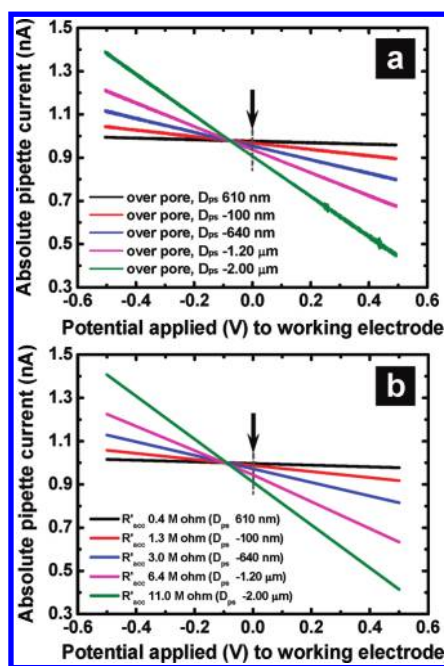 a
Absolute pipette current (nA)
1.5
1.3
1.1
0.9
0.7
0.5
0.3
over pore, Dps 610 nm
over pore, Dps -100 nm
over pore, Dps -640 nm
over pore, Dps -1.20 μm
over pore, Dps -2.00 μm
-0.6 -0.4 -0.2 0.0 0.2 0.4 0.6
Potential applied (V) to working electrode
b
Absolute pipette current (nA)
1.5
1.3
1.1
0.9
0.7
0.5
0.3
R'acc 0.4 M ohm (Dps 610 nm)
R'acc 1.3 M ohm (Dps -100 nm)
R'acc 3.0 M ohm (Dps -640 nm)
R'acc 6.4 M ohm (Dps -1.20 μm)
R'acc 11.0 M ohm (Dps -2.00 μm)
-0.6 -0.4 -0.2 0.0 0.2 0.4 0.6
Potential applied (V) to working electrode